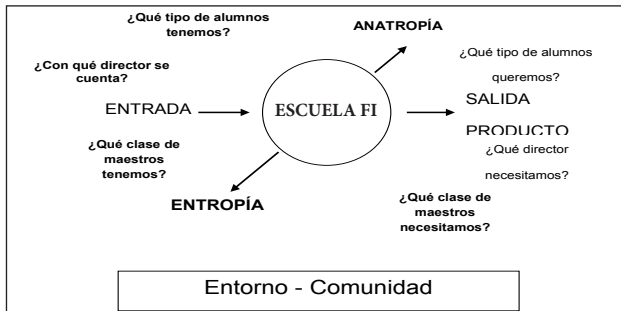 ¿Qué tipo de alumnos
tenemos?
ANATROPÍA
¿Con qué director se
cuenta?
¿Qué tipo de alumnos
queremos?
ENTRADA
ESCUELA FI
SALIDA
PRODUCTO
¿Qué clase de
maestros
tenemos?
¿Qué director
necesitamos?
ENTROPÍA
¿Qué clase de
maestros
necesitamos?
Entorno - Comunidad